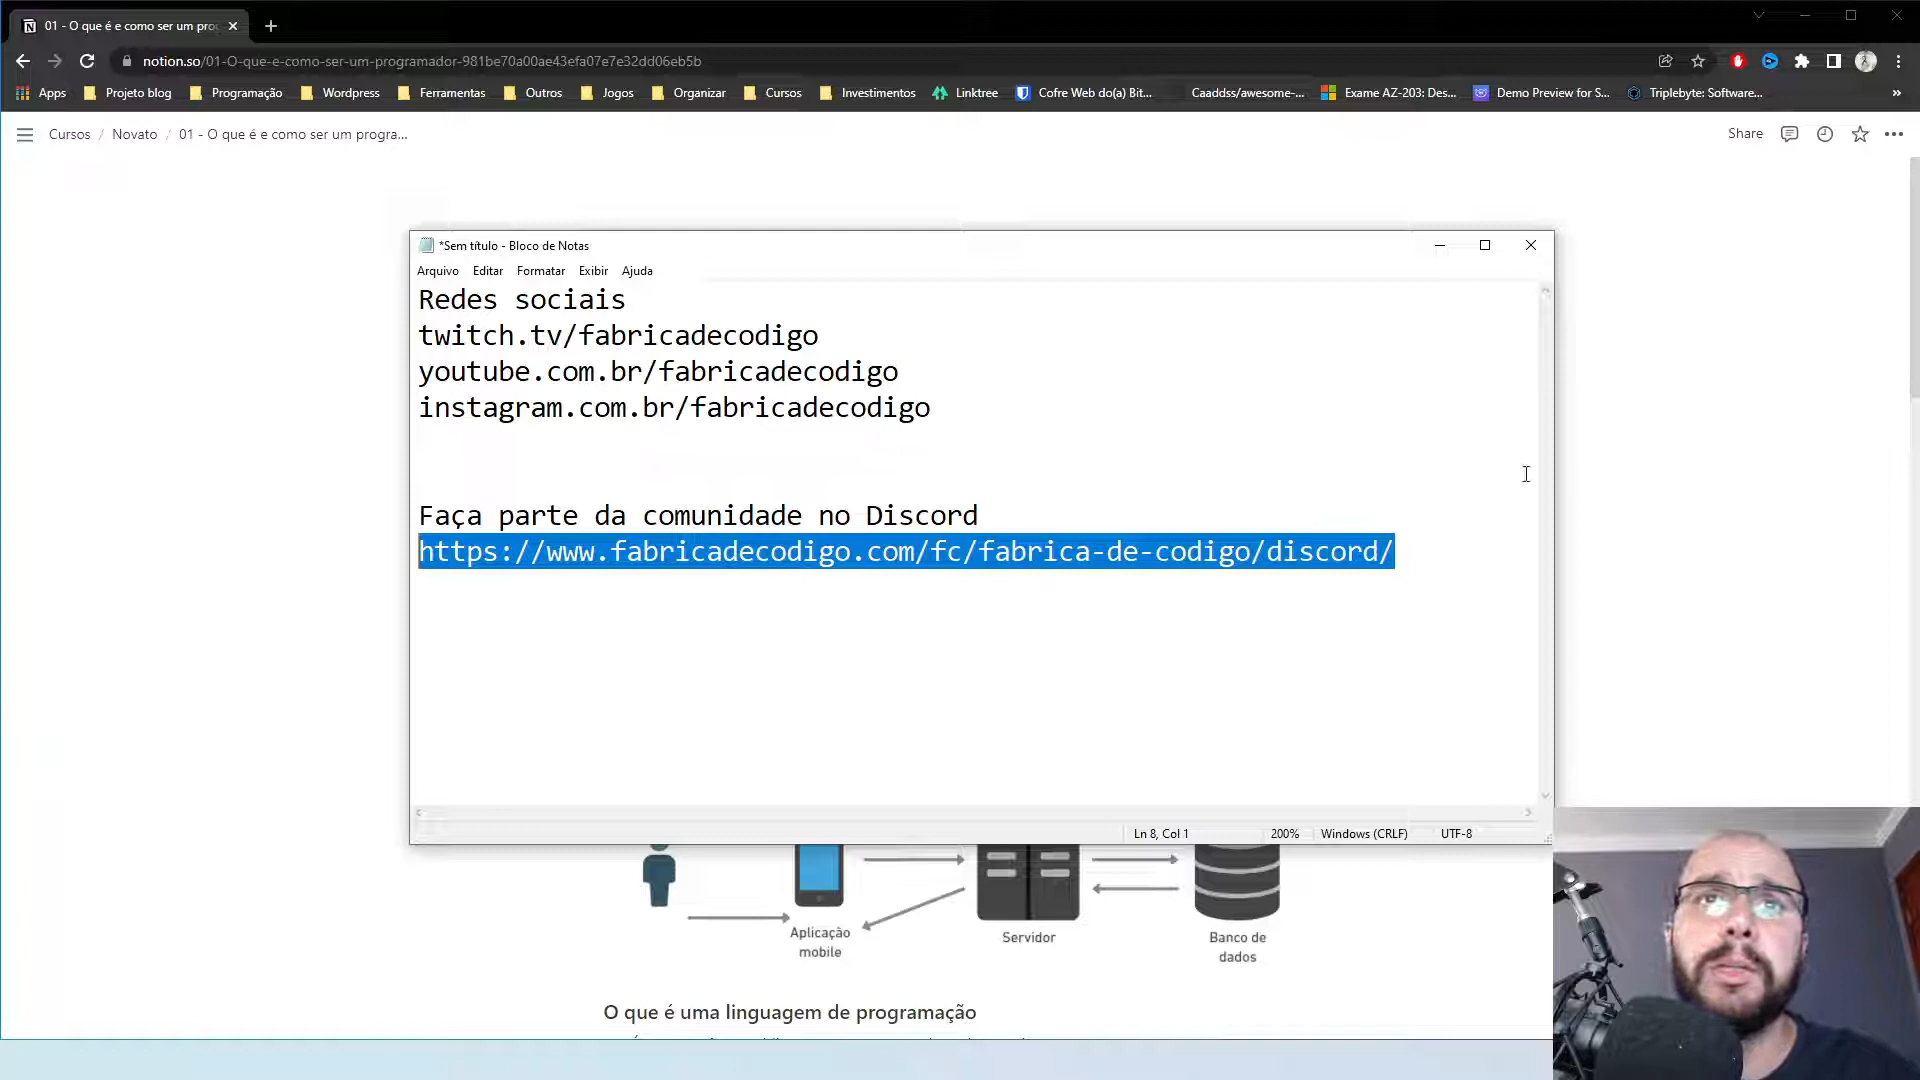 01 - O que é e como ser um pro
notion.so/01-O-que-e-como-ser-um-programador-981be70a00ae43efa07e7e32dd06eb5b
Apps Projeto blog Programação Wordpress Ferramentas Outros Jogos Organizar Cursos Investimentos Linktree Cofre Web do(a) Bit... Caaddss/awesome-... Exame AZ-203: Des... Demo Preview for S... Triplebyte: Software... »
Cursos / Novato / 01 - O que é e como ser um progra... Share
*Sem título - Bloco de Notas
Arquivo Editar Formatar Exibir Ajuda
Redes sociais
twitch.tv/fabricadecodigo
youtube.com.br/fabricadecodigo
instagram.com.br/fabricadecodigo
Faça parte da comunidade no Discord
https://www.fabricadecodigo.com/fc/fabrica-de-codigo/discord/
Ln 8, Col 1 200% Windows (CRLF) UTF-8
Aplicação mobile
Servidor
Banco de dados
O que é uma linguagem de programação